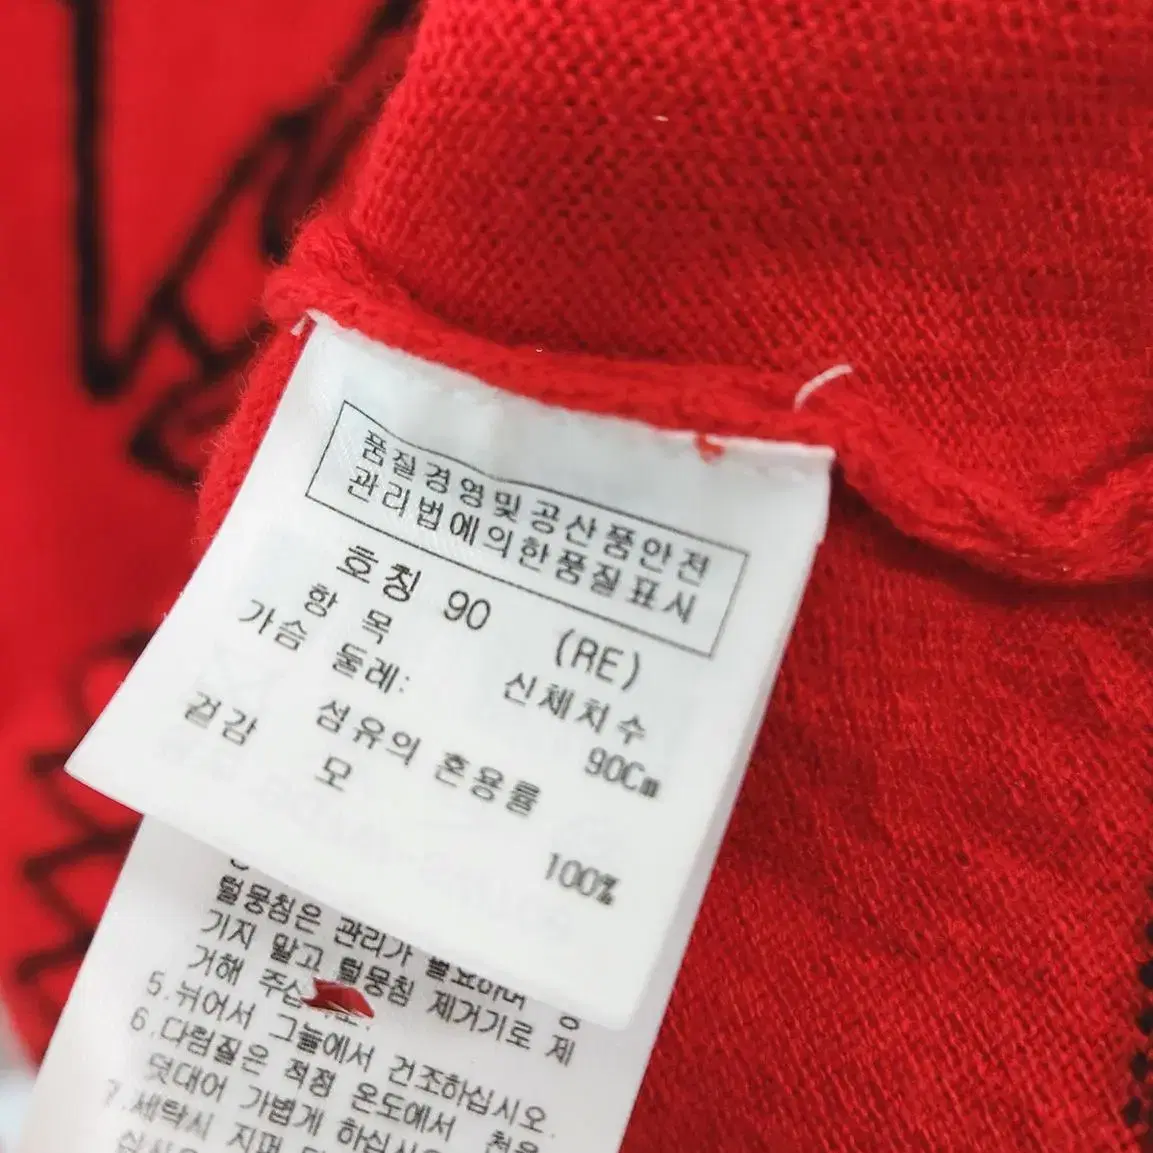 품질경영및공산품안전
관리법에의한품질표시
호칭 90 (RE)
항 목 신체치수
가슴 둘레: 90Cm
섬유의 혼용률
겉감 모 100%
털뭉침은 관리가 필요하며
기지 말고 털뭉침 제거기로 제
거해
5.뉘어서 그늘에서 건조하십시오.
6.다림질은 적정 온도에서 천을
덧대어 가볍게
7.세탁시 지퍼